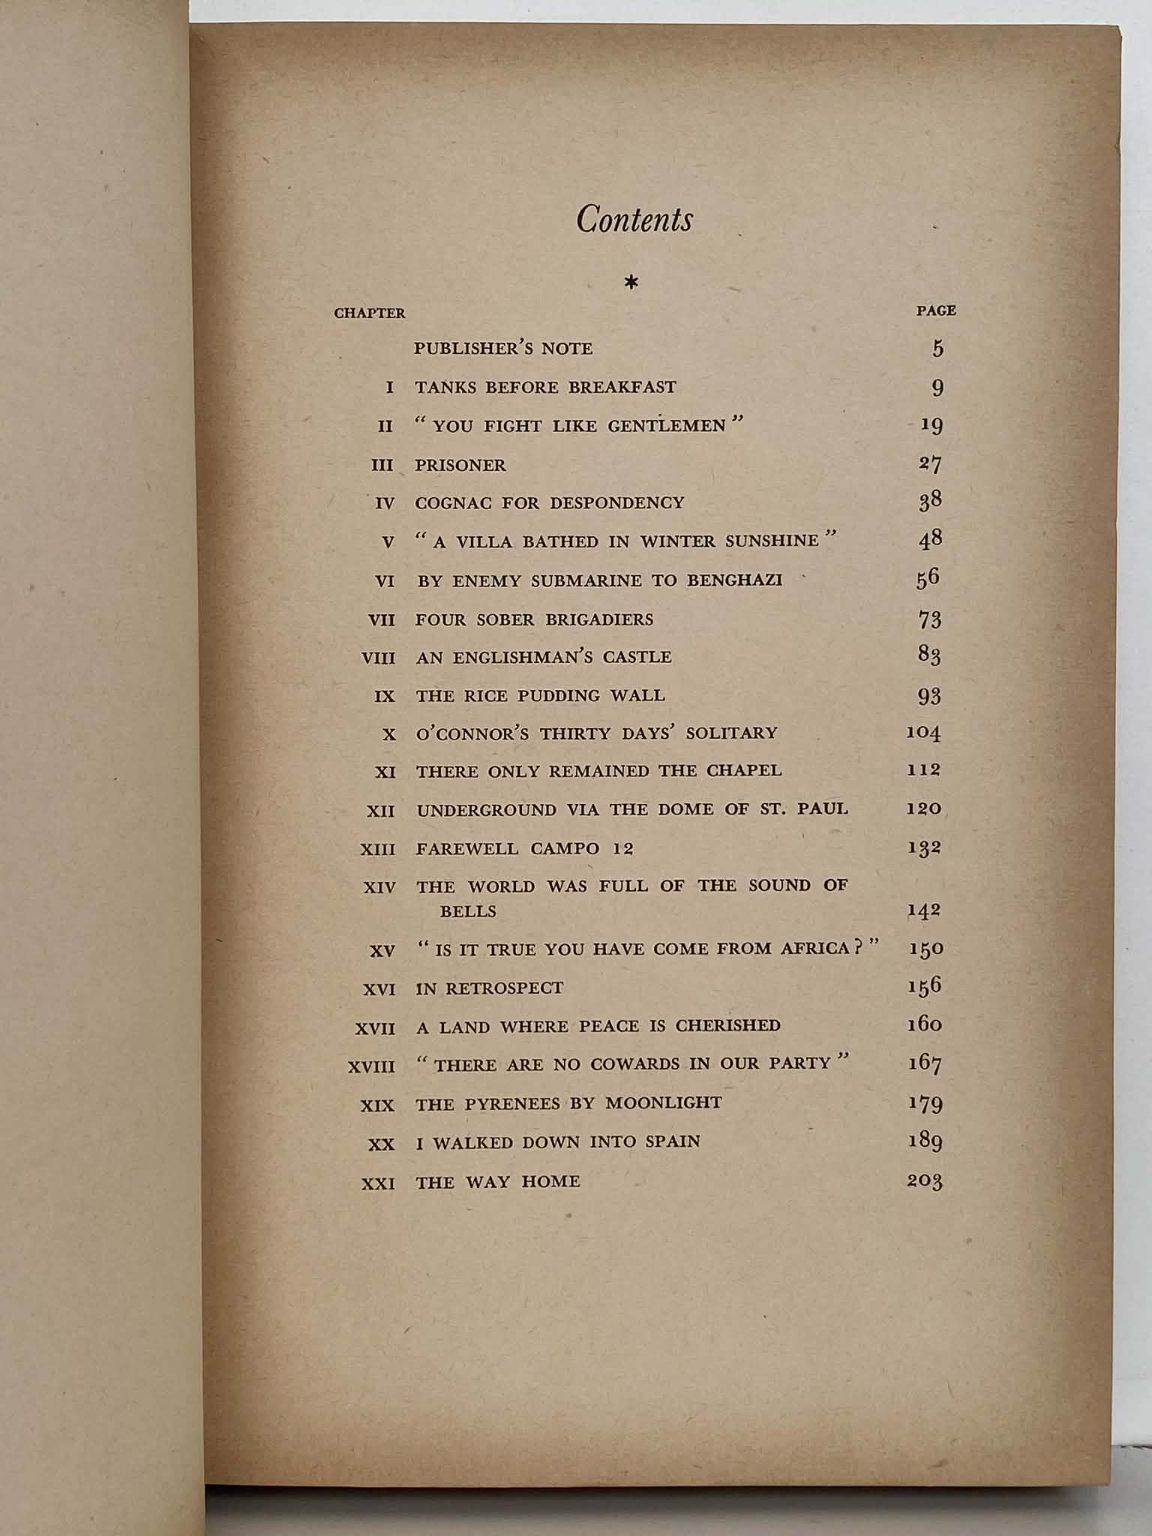 Contents
*
CHAPTER PAGE
PUBLISHER'S NOTE 5
I TANKS BEFORE BREAKFAST 9
II "YOU FIGHT LIKE GENTLEMEN" 19
III PRISONER 27
IV COGNAC FOR DESPONDENCY 38
V "A VILLA BATHED IN WINTER SUNSHINE" 48
VI BY ENEMY SUBMARINE TO BENGHAZI 56
VII FOUR SOBER BRIGADIERS 73
VIII AN ENGLISHMAN'S CASTLE 83
IX THE RICE PUDDING WALL 93
X O'CONNOR'S THIRTY DAYS' SOLITARY 104
XI THERE ONLY REMAINED THE CHAPEL 112
XII UNDERGROUND VIA THE DOME OF ST. PAUL 120
XIII FAREWELL CAMPO 12 132
XIV THE WORLD WAS FULL OF THE SOUND OF
BELLS 142
XV "IS IT TRUE YOU HAVE COME FROM AFRICA?" 150
XVI IN RETROSPECT 156
XVII A LAND WHERE PEACE IS CHERISHED 160
XVIII "THERE ARE NO COWARDS IN OUR PARTY" 167
XIX THE PYRENEES BY MOONLIGHT 179
XX I WALKED DOWN INTO SPAIN 189
XXI THE WAY HOME 203